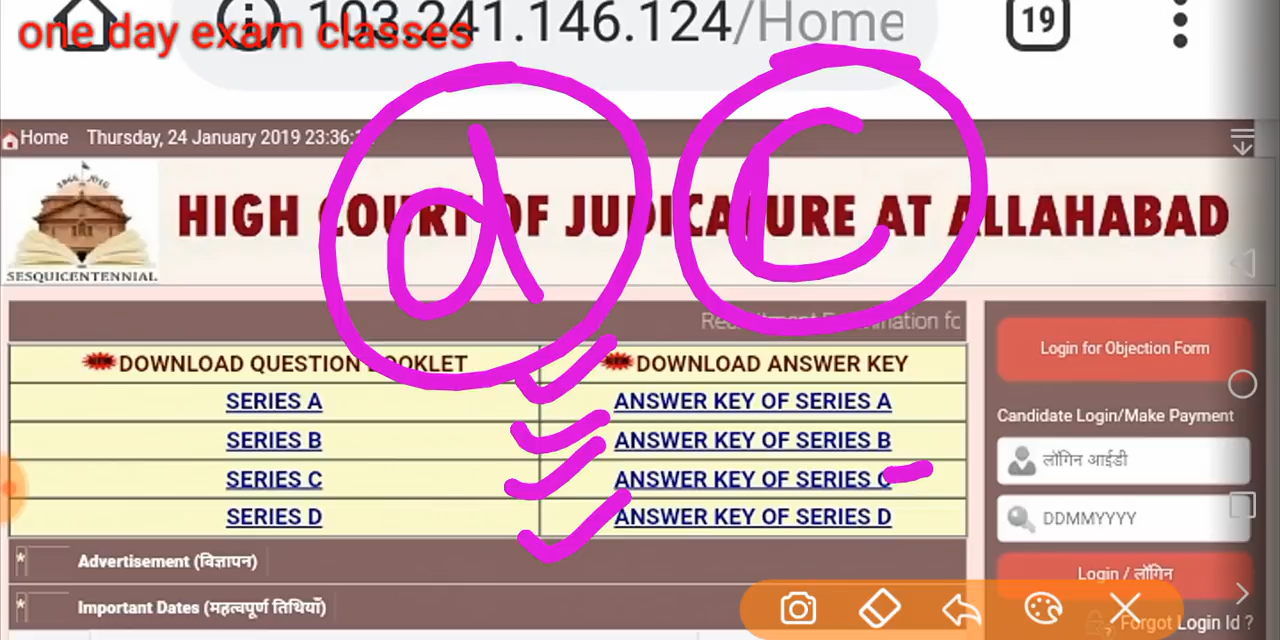 103.241.146.124/Home
19
one day exam classes
Home Thursday, 24 January 2019 23:36:
HIGH COURT OF JUDICATURE AT ALLAHABAD
SESQUICENTENNIAL
d
C
Login for Objection Form
NEW DOWNLOAD QUESTION BOOKLET
NEW DOWNLOAD ANSWER KEY
SERIES A
ANSWER KEY OF SERIES A
SERIES B
ANSWER KEY OF SERIES B
SERIES C
ANSWER KEY OF SERIES C
SERIES D
ANSWER KEY OF SERIES D
Candidate Login/Make Payment
लॉगिन आईडी
DDMMYYYY
Login / लॉगिन
Forgot Login Id ?
* Advertisement (विज्ञापन)
* Important Dates (महत्वपूर्ण तिथियाँ)